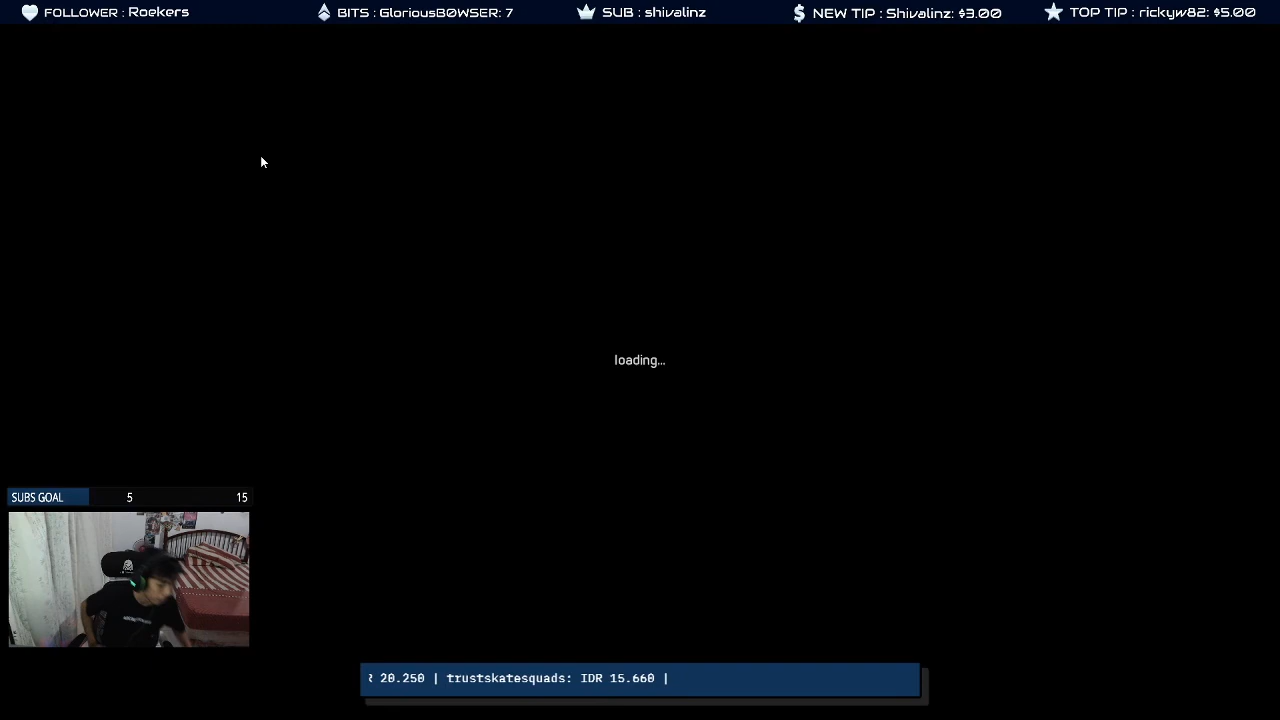 FOLLOWER : Roekers
BITS : GloriousB0WSER: 7
SUB : shivalinz
NEW TIP : Shivalinz: $3.00
TOP TIP : rickyw82: $5.00
loading...
SUBS GOAL 5 15
20.250 | trustskatesquads: IDR 15.660 |